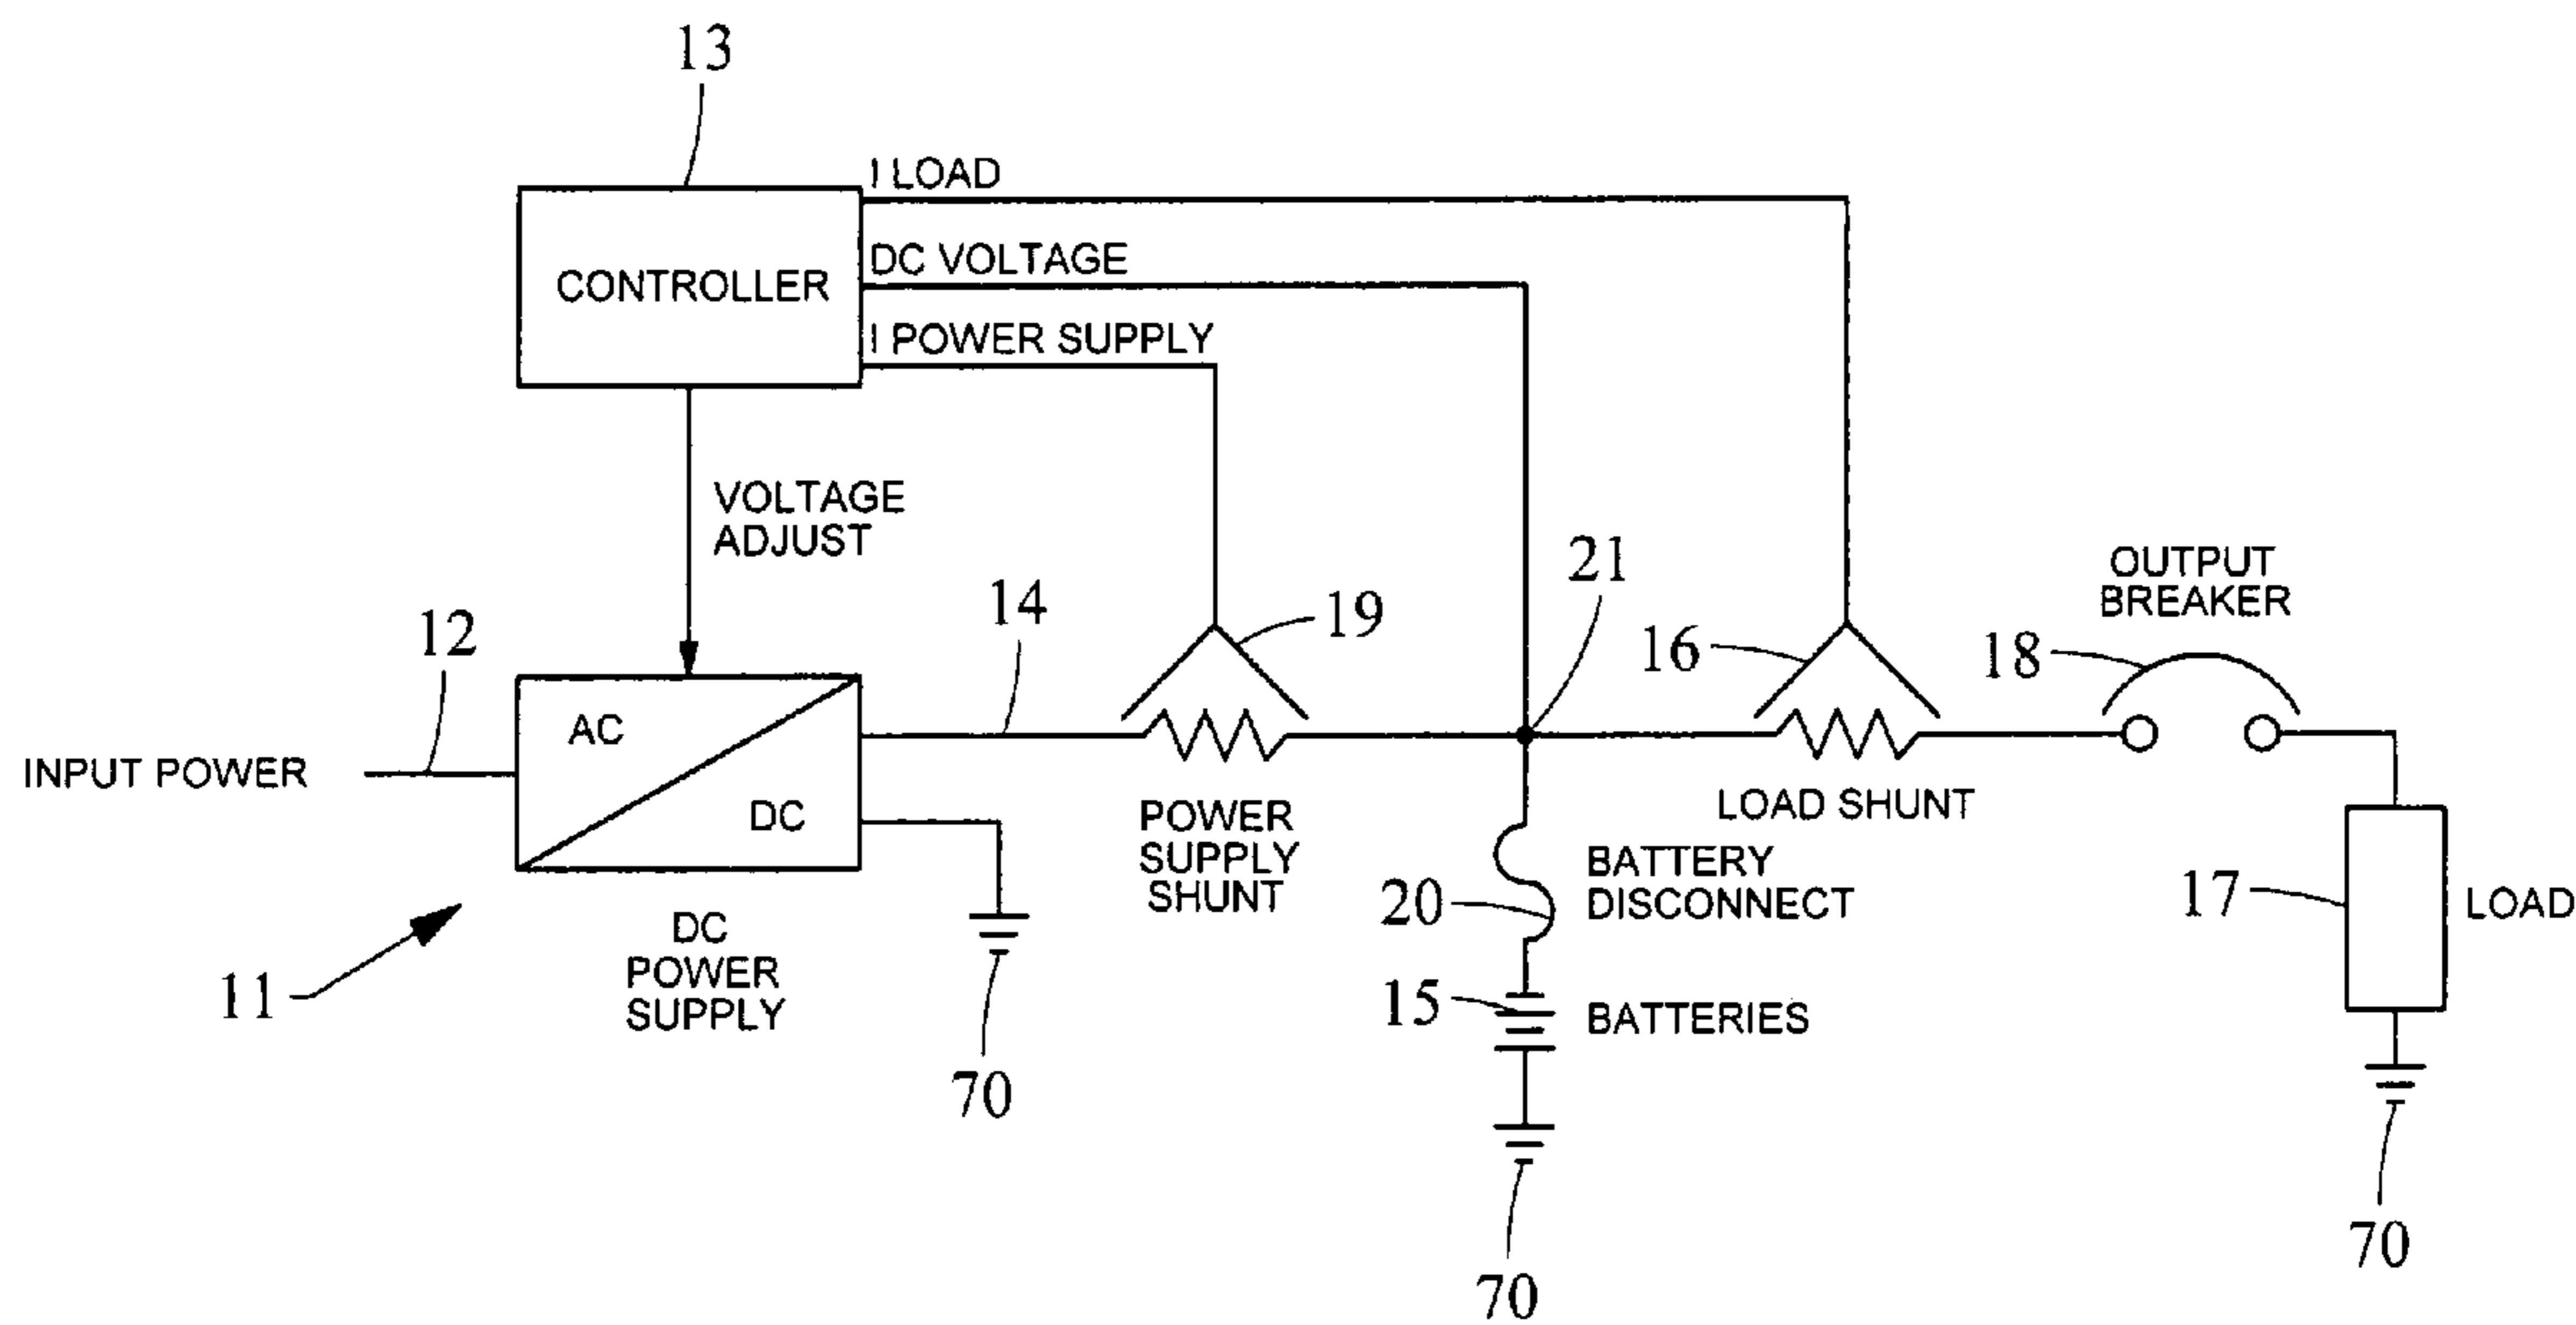 13
I LOAD
DC VOLTAGE
CONTROLLER
I POWER SUPPLY
VOLTAGE
ADJUST
21
OUTPUT
BREAKER
14
19
12
16
18
AC
INPUT POWER
DC
POWER
SUPPLY
SHUNT
LOAD SHUNT
BATTERY
DISCONNECT
20
17
LOAD
DC
POWER
SUPPLY
11
15
BATTERIES
70
70
70